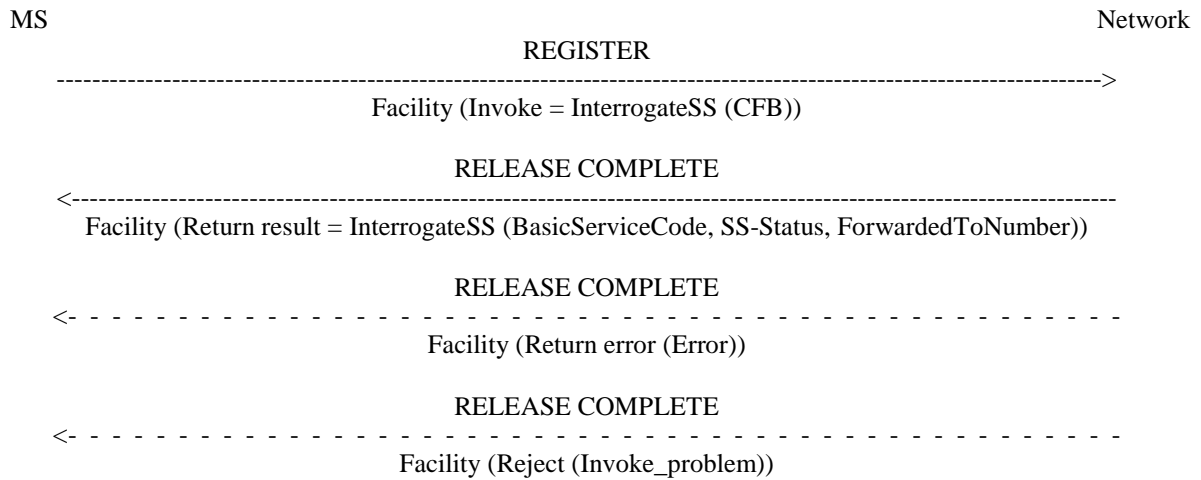 MS Network
REGISTER
Facility (Invoke = InterrogateSS (CFB))
RELEASE COMPLETE
Facility (Return result = InterrogateSS (BasicServiceCode, SS-Status, ForwardedToNumber))
RELEASE COMPLETE
Facility (Return error (Error))
RELEASE COMPLETE
Facility (Reject (Invoke_problem))